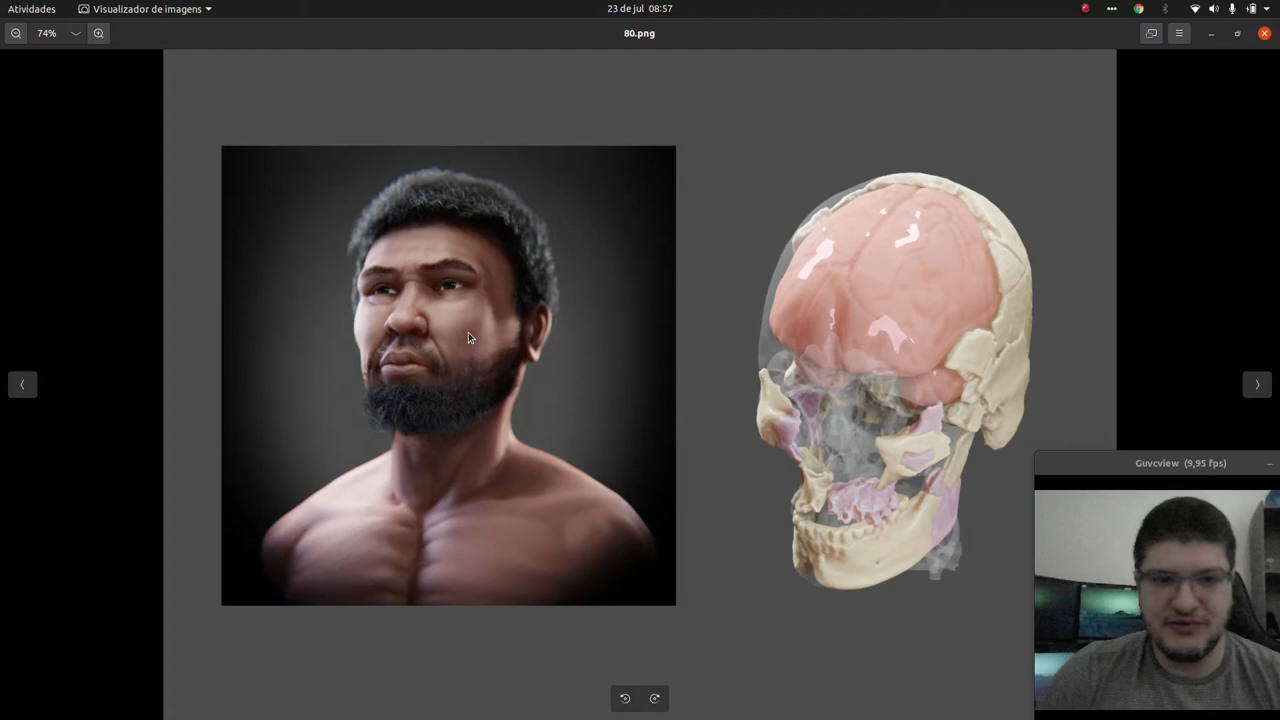 Atividades
Visualizador de imagens
23 de jul 08:57
74%
80.png
Guvcview (9,95 fps)